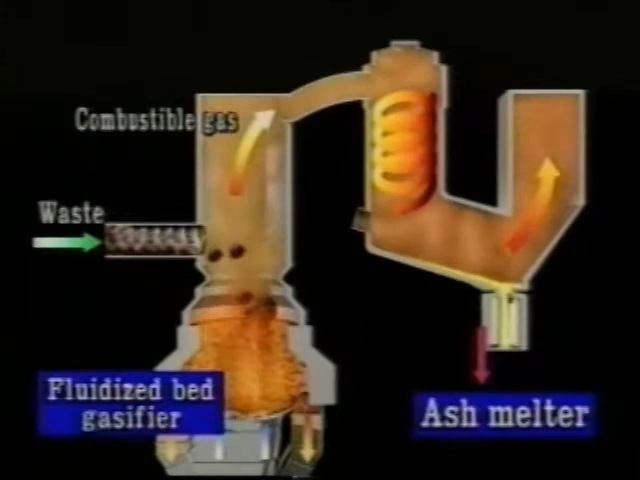 Combustible gas
Waste
Fluidized bed
gasifier
Ash melter